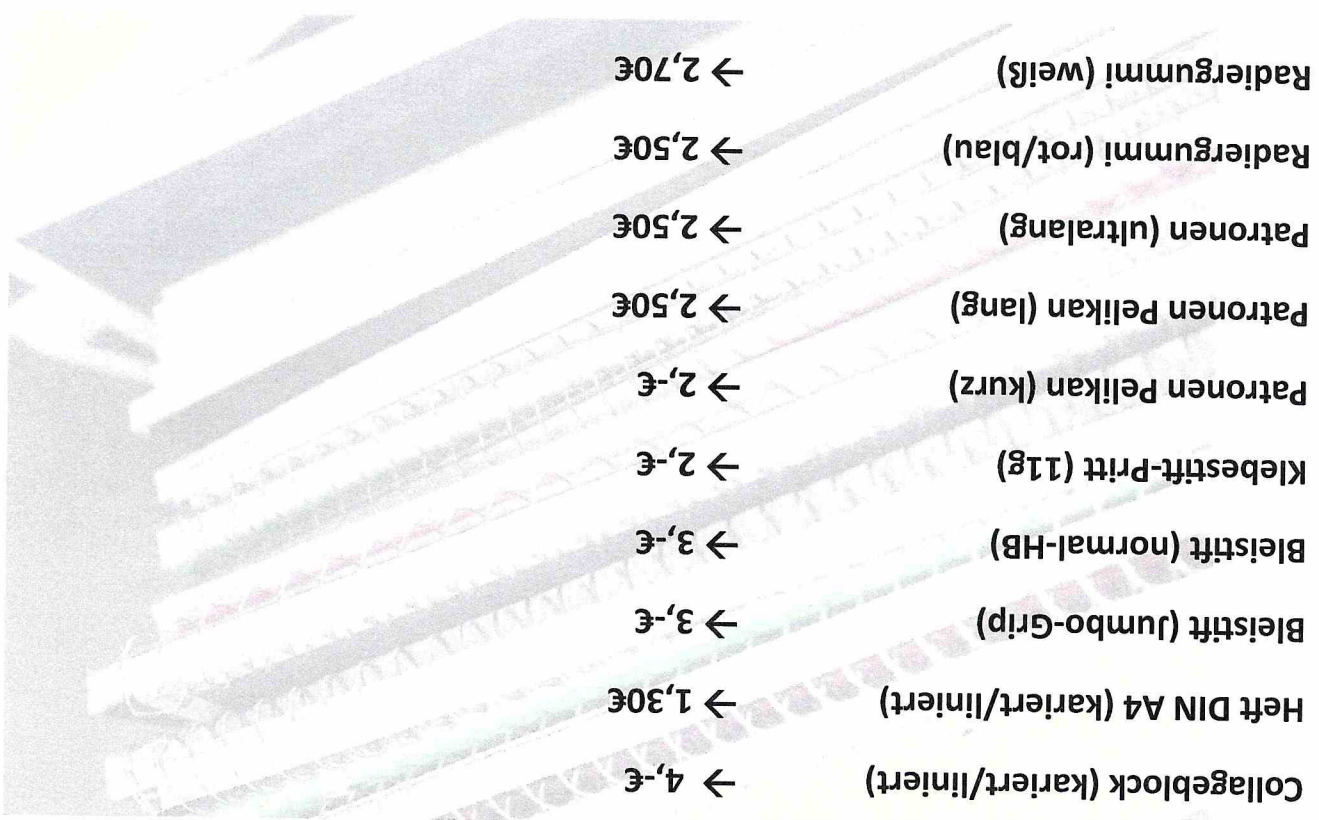 Collageblock (kariert/liniert) → 4,-€
Heft DIN A4 (kariert/liniert) → 1,30€
Bleistift (Jumbo-Grip) → 3,-€
Bleistift (normal-HB) → 3,-€
Klebestift-Pritt (11g) → 2,-€
Patronen Pelikan (kurz) → 2,-€
Patronen Pelikan (lang) → 2,50€
Patronen (ultralang) → 2,50€
Radiergummi (rot/blau) → 2,50€
Radiergummi (weiß) → 2,70€